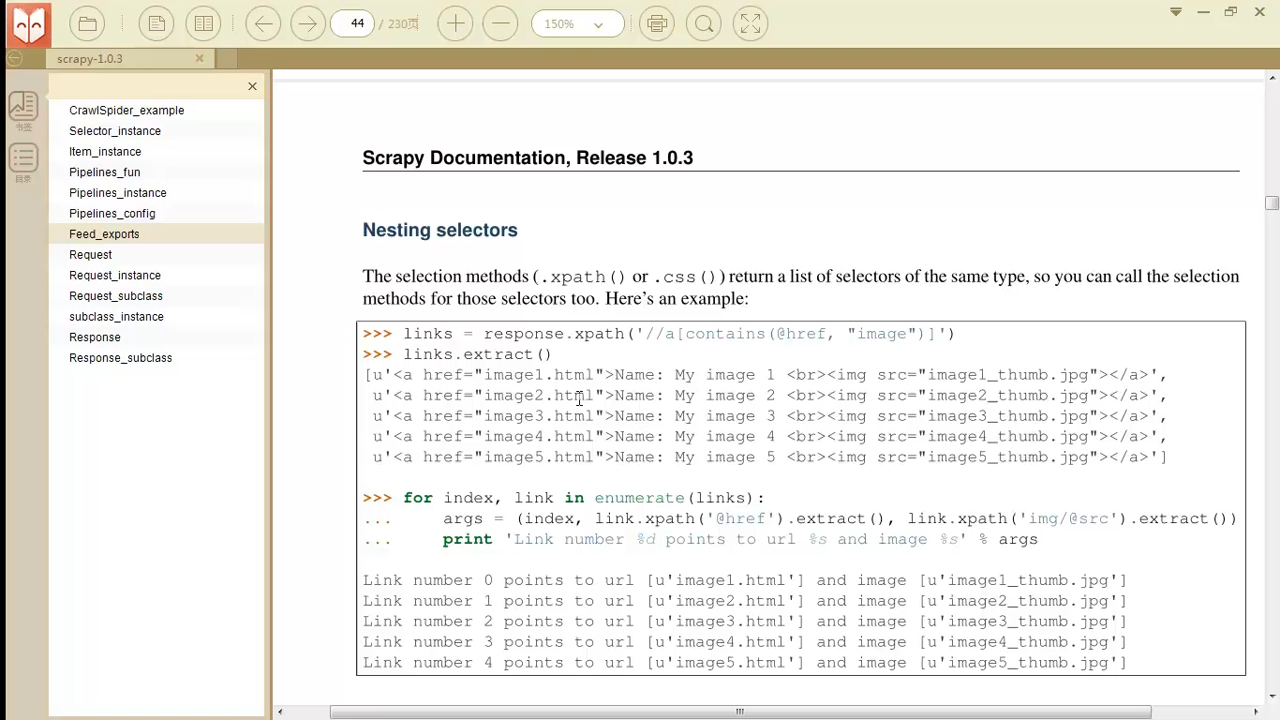 44 / 230页
150%
scrapy-1.0.3
书签
目录
CrawlSpider_example
Selector_instance
Item_instance
Pipelines_fun
Pipelines_instance
Pipelines_config
Feed_exports
Request
Request_instance
Request_subclass
subclass_instance
Response
Response_subclass
Scrapy Documentation, Release 1.0.3
Nesting selectors
The selection methods (.xpath() or .css()) return a list of selectors of the same type, so you can call the selection
methods for those selectors too. Here's an example:
>>> links = response.xpath('//a[contains(@href, "image")]')
>>> links.extract()
[u'<a href="image1.html">Name: My image 1 <br><img src="image1_thumb.jpg"></a>',
u'<a href="image2.html">Name: My image 2 <br><img src="image2_thumb.jpg"></a>',
u'<a href="image3.html">Name: My image 3 <br><img src="image3_thumb.jpg"></a>',
u'<a href="image4.html">Name: My image 4 <br><img src="image4_thumb.jpg"></a>',
u'<a href="image5.html">Name: My image 5 <br><img src="image5_thumb.jpg"></a>']
>>> for index, link in enumerate(links):
... args = (index, link.xpath('@href').extract(), link.xpath('img/@src').extract())
... print 'Link number %d points to url %s and image %s' % args
Link number 0 points to url [u'image1.html'] and image [u'image1_thumb.jpg']
Link number 1 points to url [u'image2.html'] and image [u'image2_thumb.jpg']
Link number 2 points to url [u'image3.html'] and image [u'image3_thumb.jpg']
Link number 3 points to url [u'image4.html'] and image [u'image4_thumb.jpg']
Link number 4 points to url [u'image5.html'] and image [u'image5_thumb.jpg']